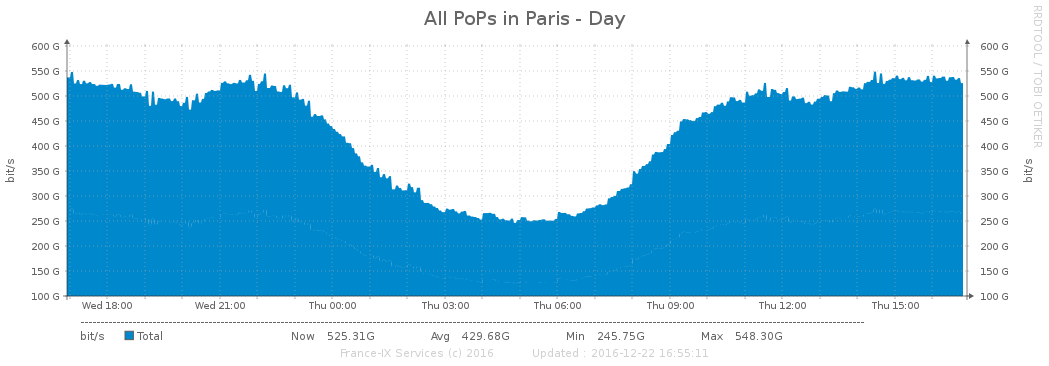 All PoPs in Paris - Day
RRDTOOL / TOBI OETIKER
600 G 600 G
550 G 550 G
500 G 500 G
450 G 450 G
400 G 400 G
350 G 350 G
300 G 300 G
250 G 250 G
200 G 200 G
150 G 150 G
100 G 100 G
bit/s bit/s
Wed 18:00 Wed 21:00 Thu 00:00 Thu 03:00 Thu 06:00 Thu 09:00 Thu 12:00 Thu 15:00
bit/s Total Now 525.31G Avg 429.68G Min 245.75G Max 548.30G
France-IX Services (c) 2016 Updated : 2016-12-22 16:55:11